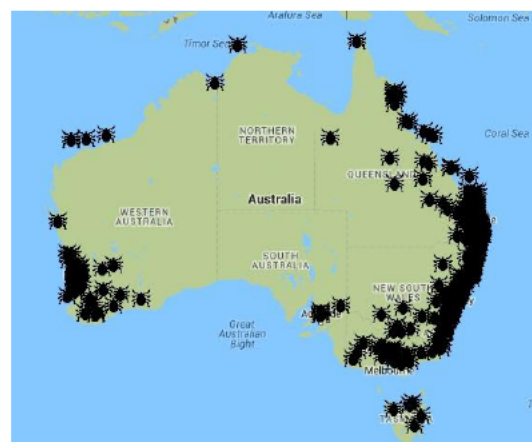 Arafura Sea
Solomon Sea
Timor Sea
Coral Sea
NORTHERN
TERRITORY
QUEENSLAND
Australia
WESTERN
AUSTRALIA
SOUTH
AUSTRALIA
NEW SOUTH
WALES
Great
Australian
Bight
Melbou